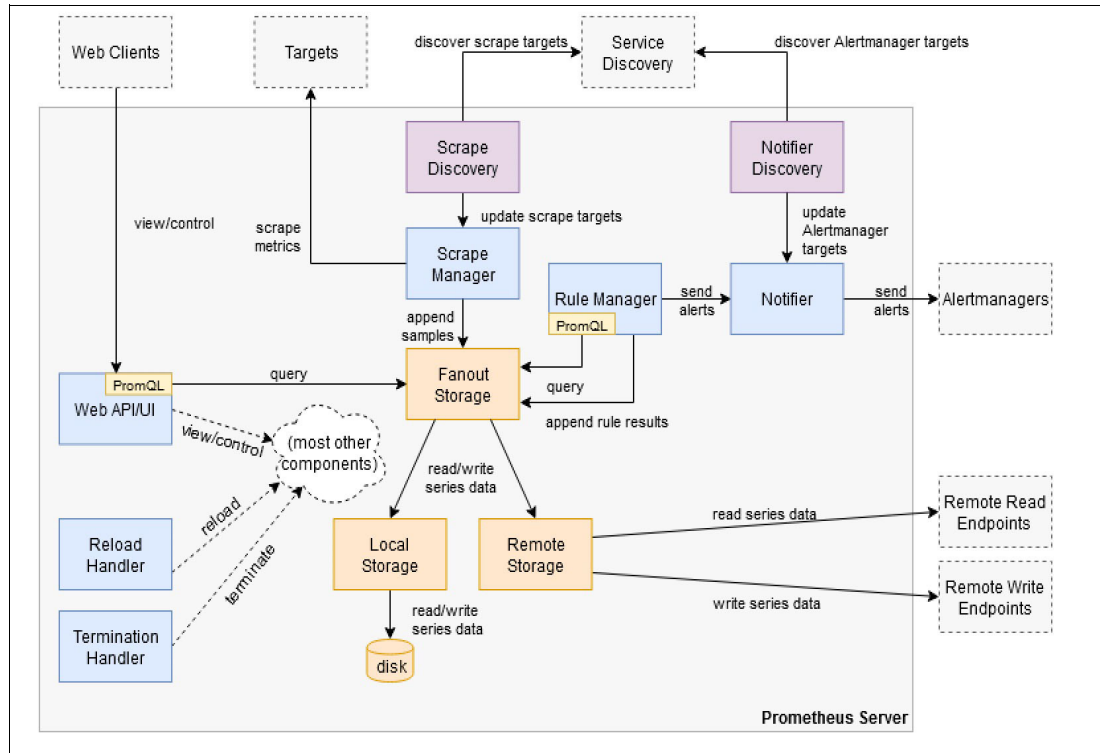 Web Clients
Targets
discover scrape targets
Service
Discovery
discover Alertmanager targets
Scrape
Discovery
Notifier
Discovery
view/control
scrape
metrics
update scrape targets
update
Alertmanager
targets
Scrape
Manager
Rule Manager
PromQL
send
alerts
Notifier
send
alerts
Alertmanagers
append
samples
PromQL
Web API/UI
query
Fanout
Storage
query
append rule results
view/control
(most other
components)
read/write
series data
reload
Reload
Handler
Local
Storage
Remote
Storage
read series data
Remote Read
Endpoints
terminate
write series data
Remote Write
Endpoints
Termination
Handler
read/write
series data
disk
Prometheus Server